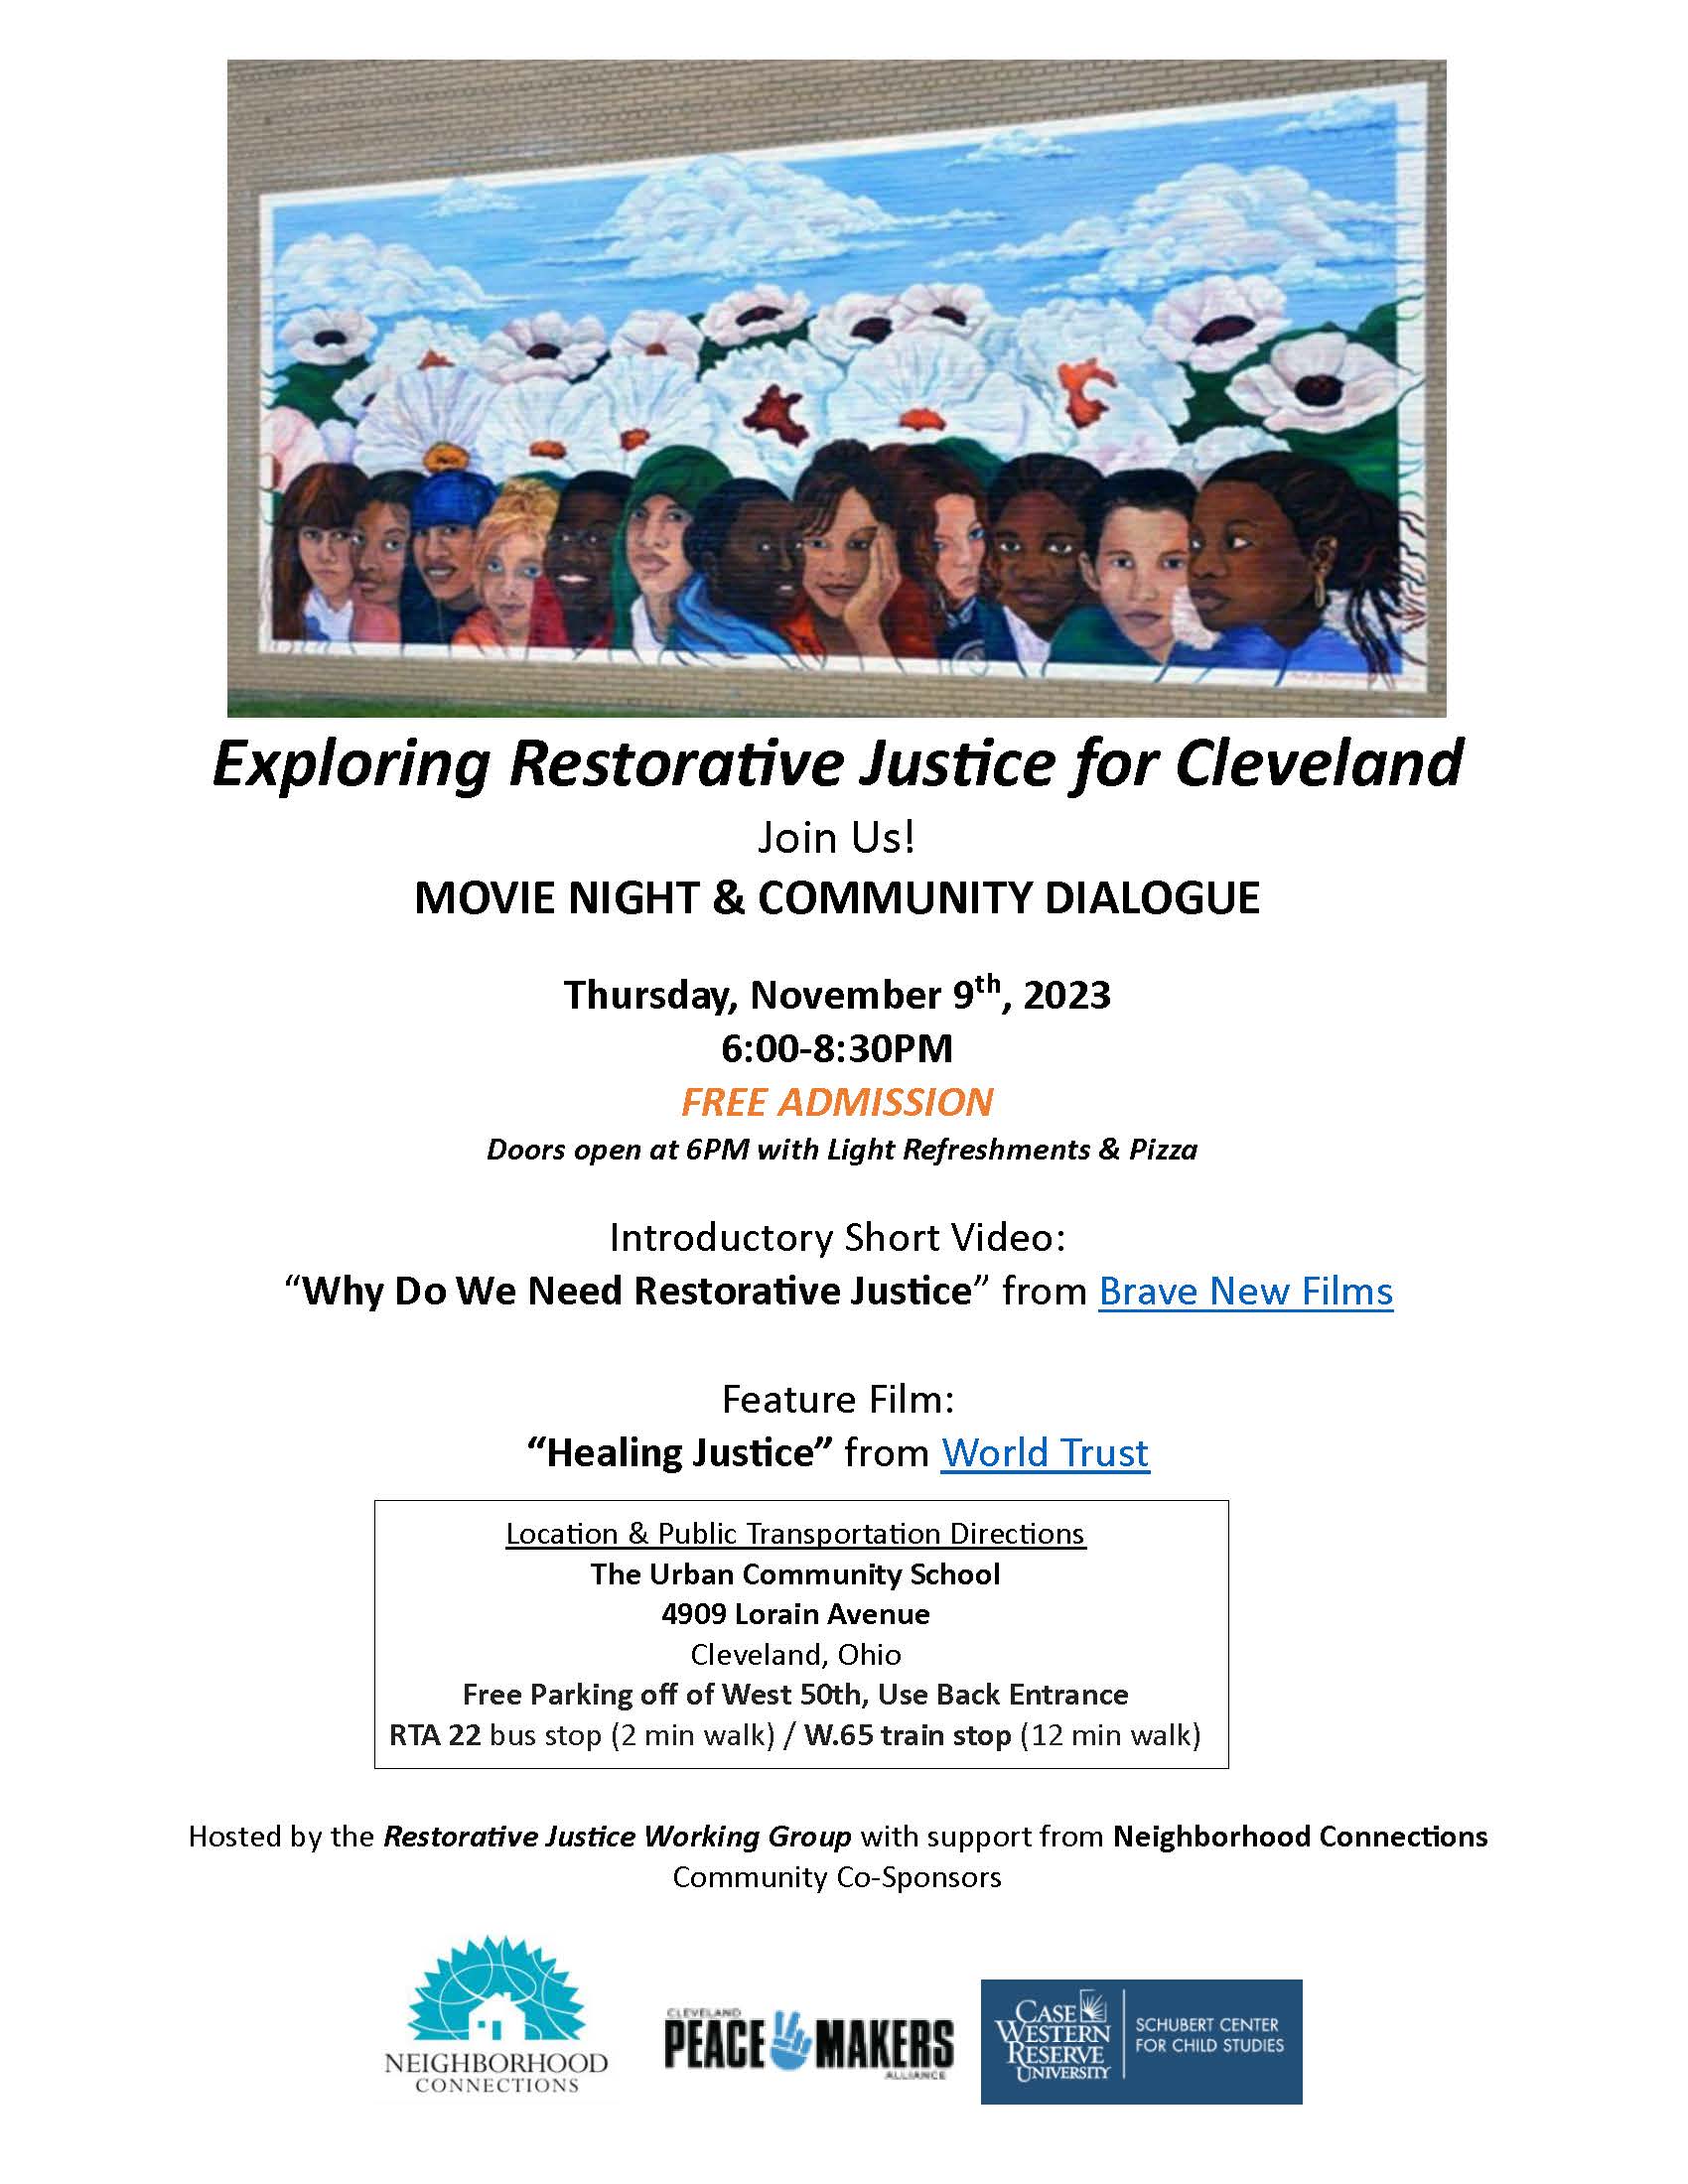 Exploring Restorative Justice for Cleveland
Join Us!
MOVIE NIGHT & COMMUNITY DIALOGUE
Thursday, November 9th, 2023
6:00-8:30PM
FREE ADMISSION
Doors open at 6PM with Light Refreshments & Pizza
Introductory Short Video:
“Why Do We Need Restorative Justice” from Brave New Films
Feature Film:
“Healing Justice” from World Trust
Location & Public Transportation Directions
The Urban Community School
4909 Lorain Avenue
Cleveland, Ohio
Free Parking off of West 50th, Use Back Entrance
RTA 22 bus stop (2 min walk) / W.65 train stop (12 min walk)
Hosted by the Restorative Justice Working Group with support from Neighborhood Connections
Community Co-Sponsors
NEIGHBORHOOD
CONNECTIONS
CLEVELAND
PEACE MAKERS
ALLIANCE
CASE
WESTERN
RESERVE
UNIVERSITY
SCHUBERT CENTER
FOR CHILD STUDIES